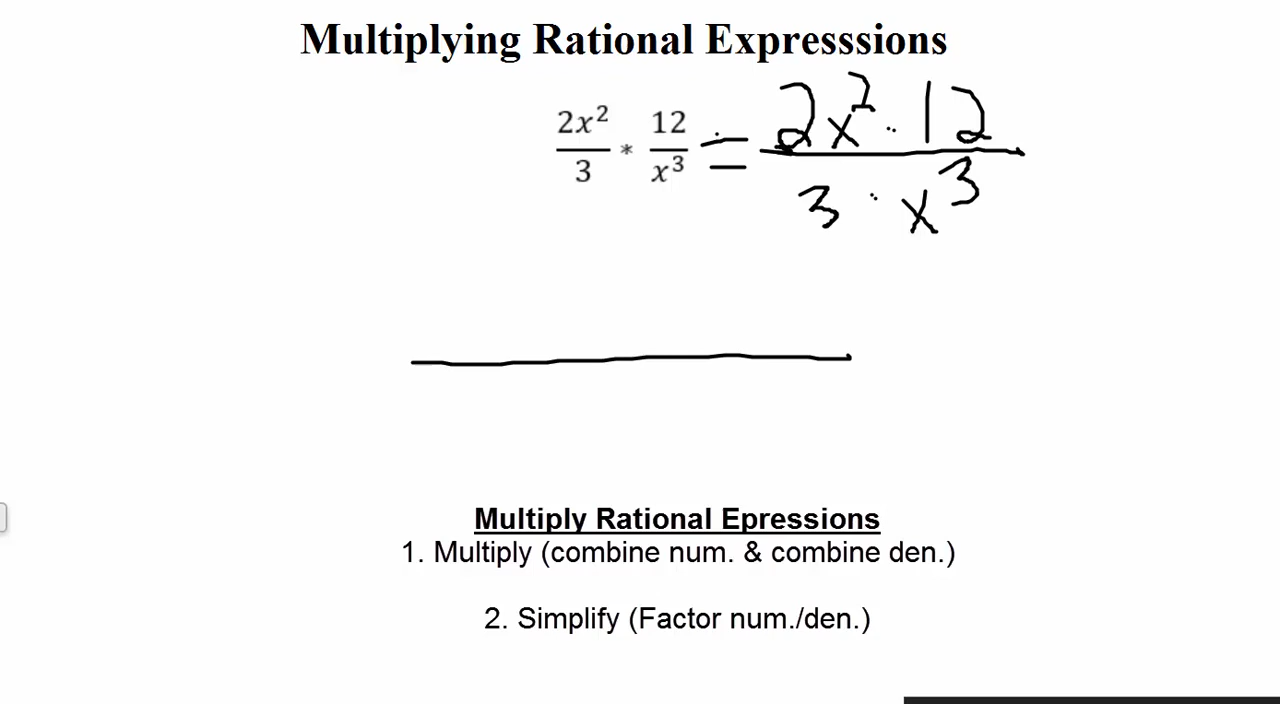 Multiplying Rational Expresssions
2x²/3 * 12/x³ = 2x² · 12 / 3 · x³
Multiply Rational Epressions
1. Multiply (combine num. & combine den.)
2. Simplify (Factor num./den.)